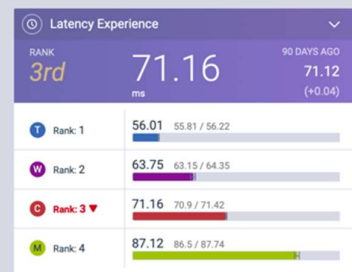 Latency Experience
RANK
3rd
71.16
ms
90 DAYS AGO
71.12
(+0.04)
T Rank: 1 56.01 55.81 / 56.22
W Rank: 2 63.75 63.15 / 64.35
C Rank: 3 ▼ 71.16 70.9 / 71.42
M Rank: 4 87.12 86.5 / 87.74